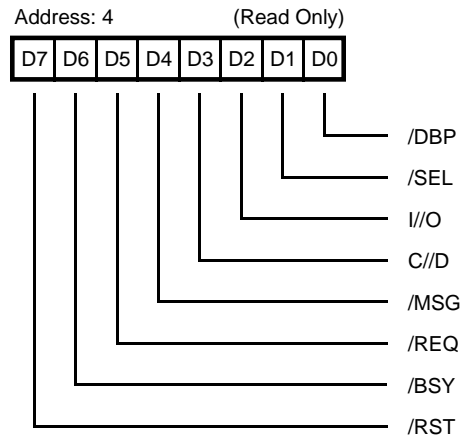 Address: 4 (Read Only)
D7 D6 D5 D4 D3 D2 D1 D0
/DBP
/SEL
I//O
C//D
/MSG
/REQ
/BSY
/RST